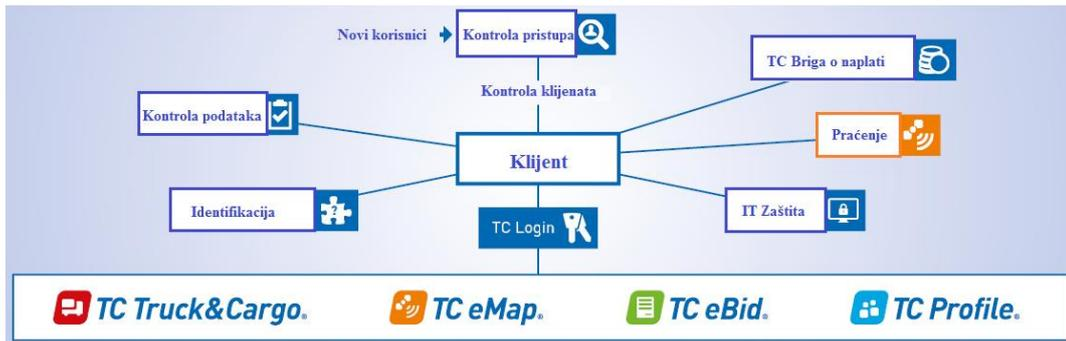 Novi korisnici
Kontrola pristupa
TC Briga o naplati
Kontrola klijenata
Kontrola podataka
Praćenje
Klijent
Identifikacija
IT Zaštita
TC Login
TC Truck&Cargo®
TC eMap®
TC eBid®
TC Profile®